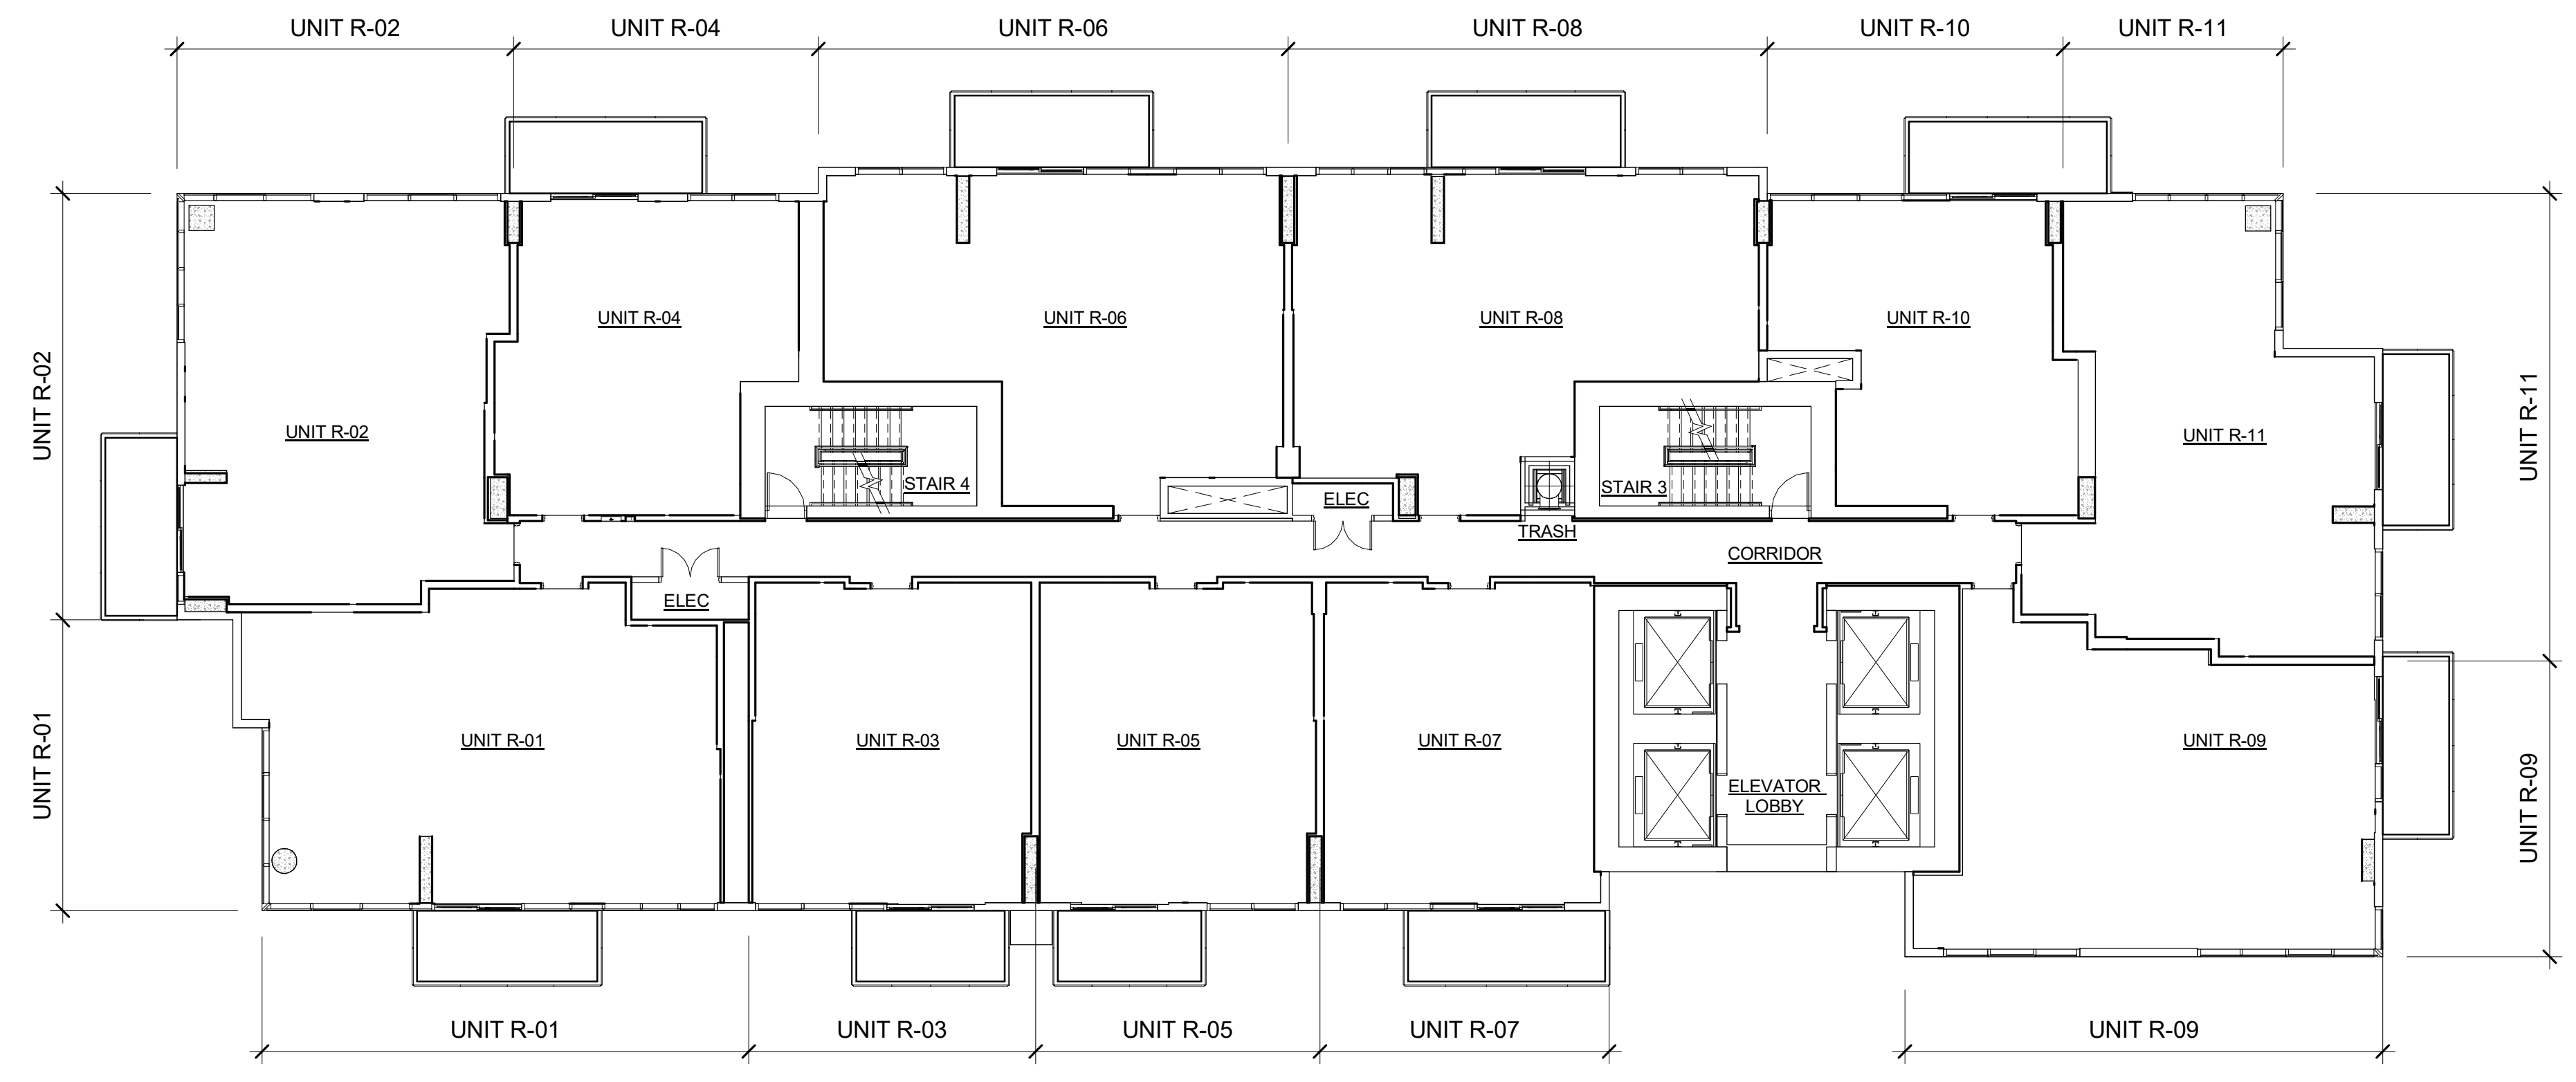 UNIT R-02
UNIT R-04
UNIT R-06
UNIT R-08
UNIT R-10
UNIT R-11
UNIT R-04
UNIT R-06
UNIT R-08
UNIT R-10
UNIT R-02
UNIT R-02
UNIT R-11
UNIT R-11
STAIR 4
ELEC
STAIR 3
TRASH
CORRIDOR
ELEC
UNIT R-01
UNIT R-01
UNIT R-03
UNIT R-05
UNIT R-07
UNIT R-09
UNIT R-09
ELEVATOR
LOBBY
UNIT R-01
UNIT R-03
UNIT R-05
UNIT R-07
UNIT R-09